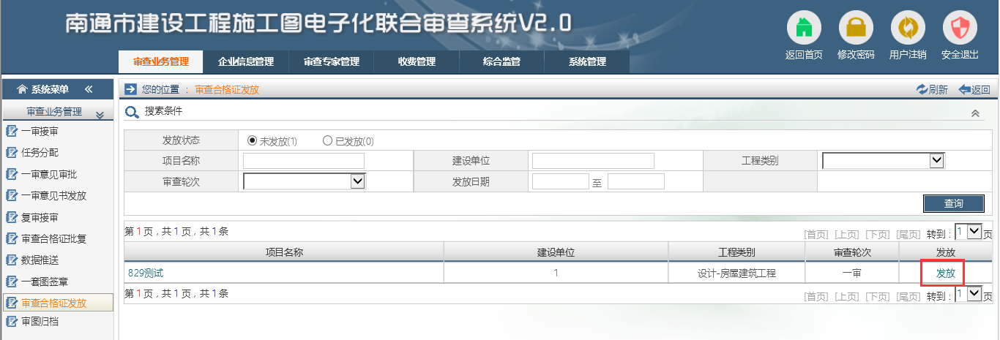 南通市建设工程施工图电子化联合审查系统V2.0
返回首页 修改密码 用户注销 安全退出
审查业务管理 企业信息管理 审查专家管理 收费管理 综合监管 系统管理
系统菜单
审查业务管理
一审接审
任务分配
一审意见审批
一审意见书发放
复审接审
审查合格证批复
数据推送
一套图签章
审查合格证发放
审图归档
您的位置 : 审查合格证发放 刷新 返回
搜索条件
发放状态 未发放(1) 已发放(0)
项目名称 建设单位 工程类别
审查轮次 发放日期 至
查询
第 1 页 , 共 1 页 , 共 1 条 [首页] [上页] [下页] [尾页] 转到 : 1 页
项目名称 建设单位 工程类别 审查轮次 发放
829测试 1 设计-房屋建筑工程 一审 发放
第 1 页 , 共 1 页 , 共 1 条 [首页] [上页] [下页] [尾页] 转到 : 1 页